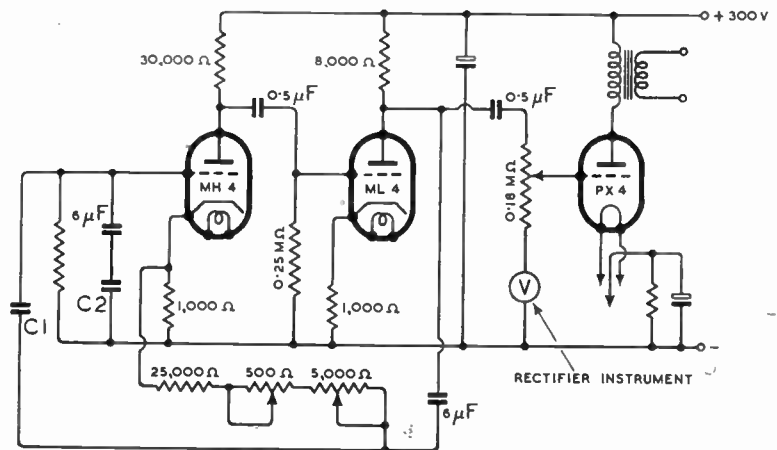 + 300 V
30,000 Ω
8,000 Ω
0·5 μF
0·5 μF
MH 4
ML 4
PX 4
0·18 MΩ
6 μF
0·25 MΩ
C1
C2
1,000 Ω
1,000 Ω
V
-
25,000 Ω
500 Ω
5,000 Ω
6 μF
RECTIFIER INSTRUMENT